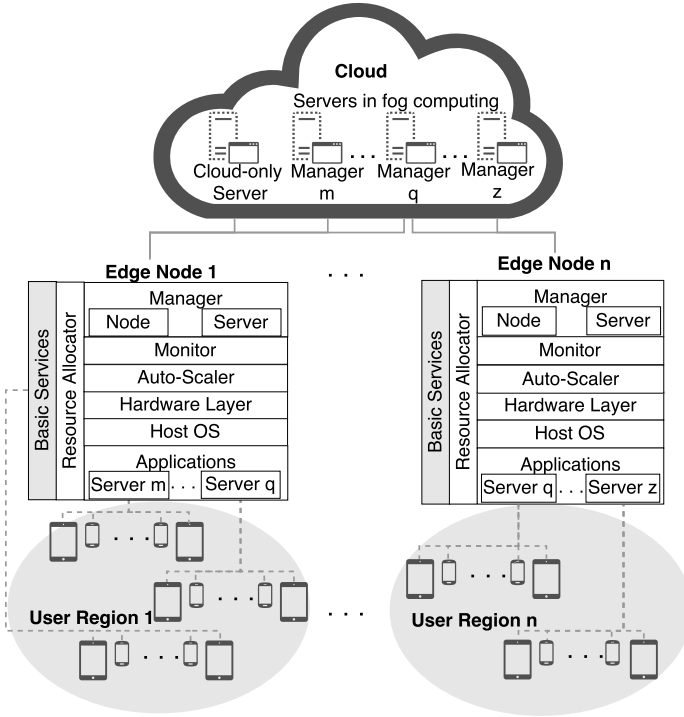 Cloud
Servers in fog computing
Cloud-only Server
Manager m
. . .
Manager q
. . .
Manager z
Edge Node 1
. . .
Edge Node n
Basic Services
Resource Allocator
Manager
Node
Server
Monitor
Auto-Scaler
Hardware Layer
Host OS
Applications
Server m . . . Server q
Basic Services
Resource Allocator
Manager
Node
Server
Monitor
Auto-Scaler
Hardware Layer
Host OS
Applications
Server q . . . Server z
. . .
. . .
User Region 1
. . .
. . .
. . .
. . .
User Region n
. . .